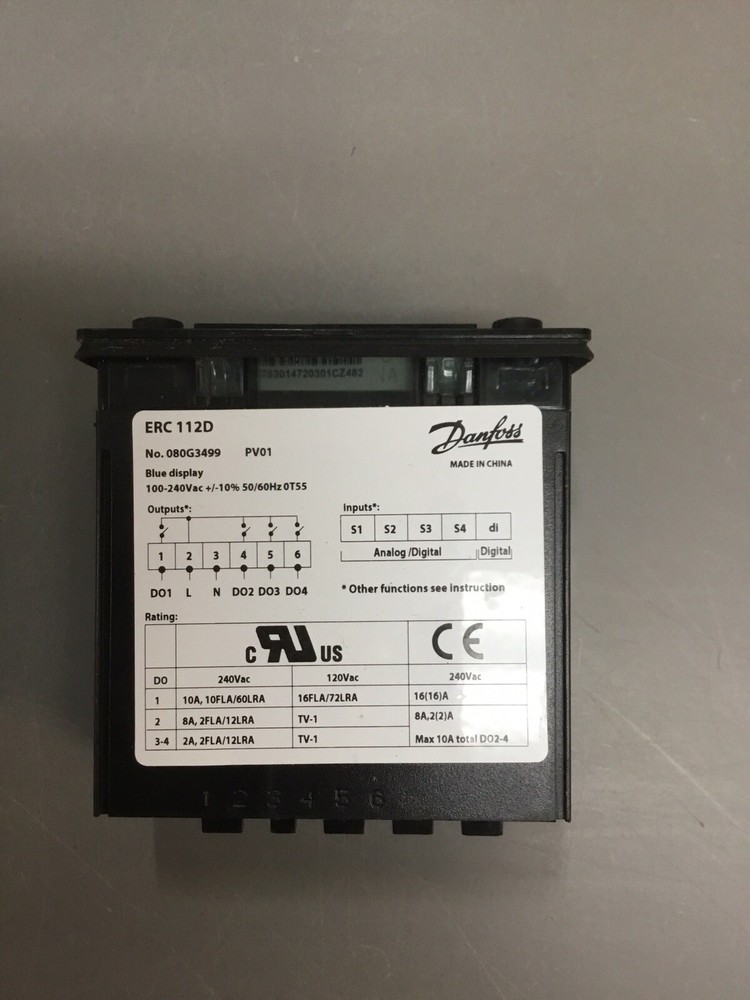 3014720301CZ482
ERC 112D
Danfoss
No. 080G3499 PV01
MADE IN CHINA
Blue display
100-240Vac +/-10% 50/60Hz 0T55
Outputs*:
Inputs*:
S1 S2 S3 S4 di
1 2 3 4 5 6
Analog /Digital Digital
DO1 L N DO2 DO3 DO4
* Other functions see instruction
Rating:
c RU US CE
DO 240Vac 120Vac 240Vac
1 10A, 10FLA/60LRA 16FLA/72LRA 16(16)A
2 8A, 2FLA/12LRA TV-1 8A,2(2)A
3-4 2A, 2FLA/12LRA TV-1 Max 10A total DO2-4
1 2 3 4 5 6